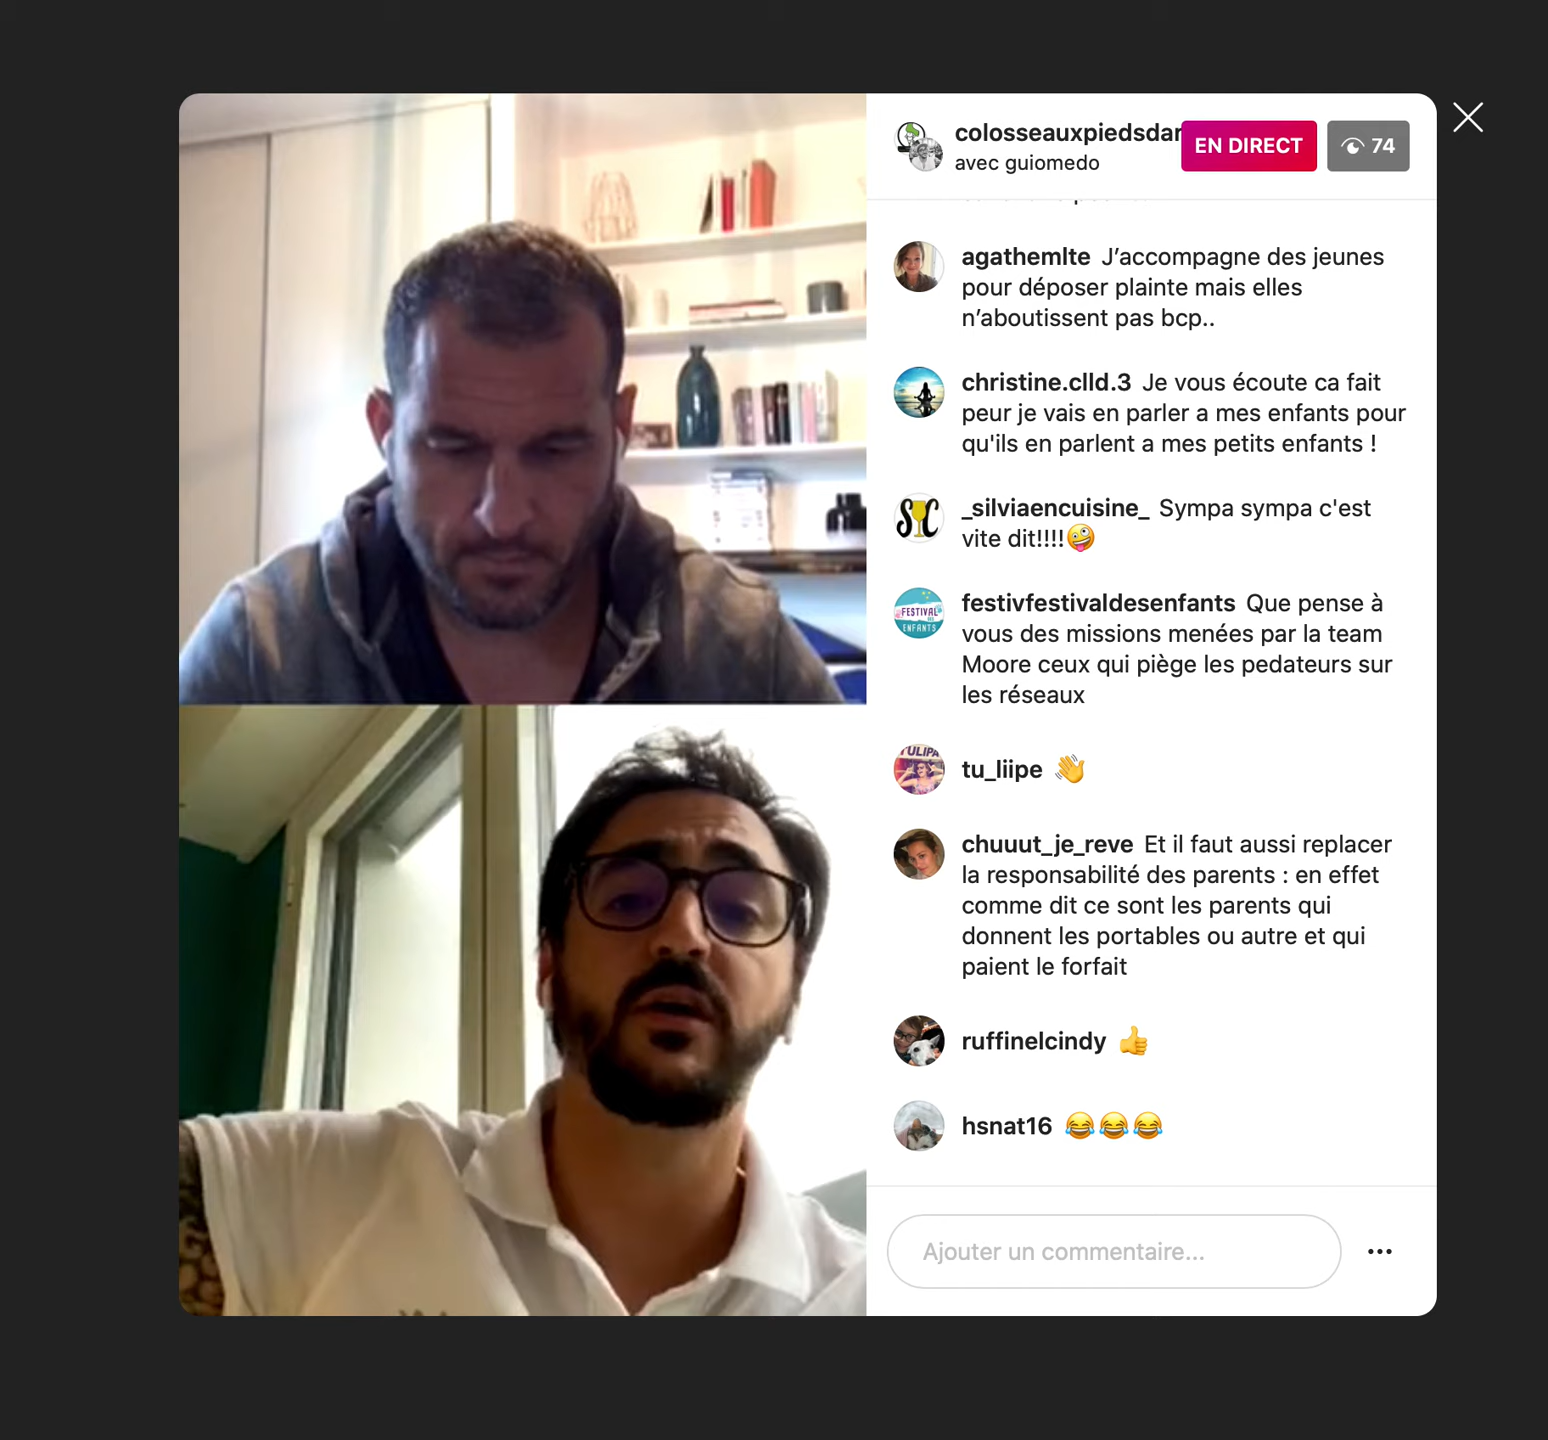 colosseauxpiedsdar
avec guiomedo
EN DIRECT
74
agathemlte J’accompagne des jeunes
pour déposer plainte mais elles
n’aboutissent pas bcp..
christine.clld.3 Je vous écoute ca fait
peur je vais en parler a mes enfants pour
qu'ils en parlent a mes petits enfants !
_silviaencuisine_ Sympa sympa c'est
vite dit!!!!🤪
SC
festivfestivaldesenfants Que pense à
vous des missions menées par la team
Moore ceux qui piège les pedateurs sur
les réseaux
FESTIVAL
ENFANTS
tu_liipe 👋
TULIPA
chuuut_je_reve Et il faut aussi replacer
la responsabilité des parents : en effet
comme dit ce sont les parents qui
donnent les portables ou autre et qui
paient le forfait
ruffinelcindy 👍
hsnat16 😂😂😂
Ajouter un commentaire...